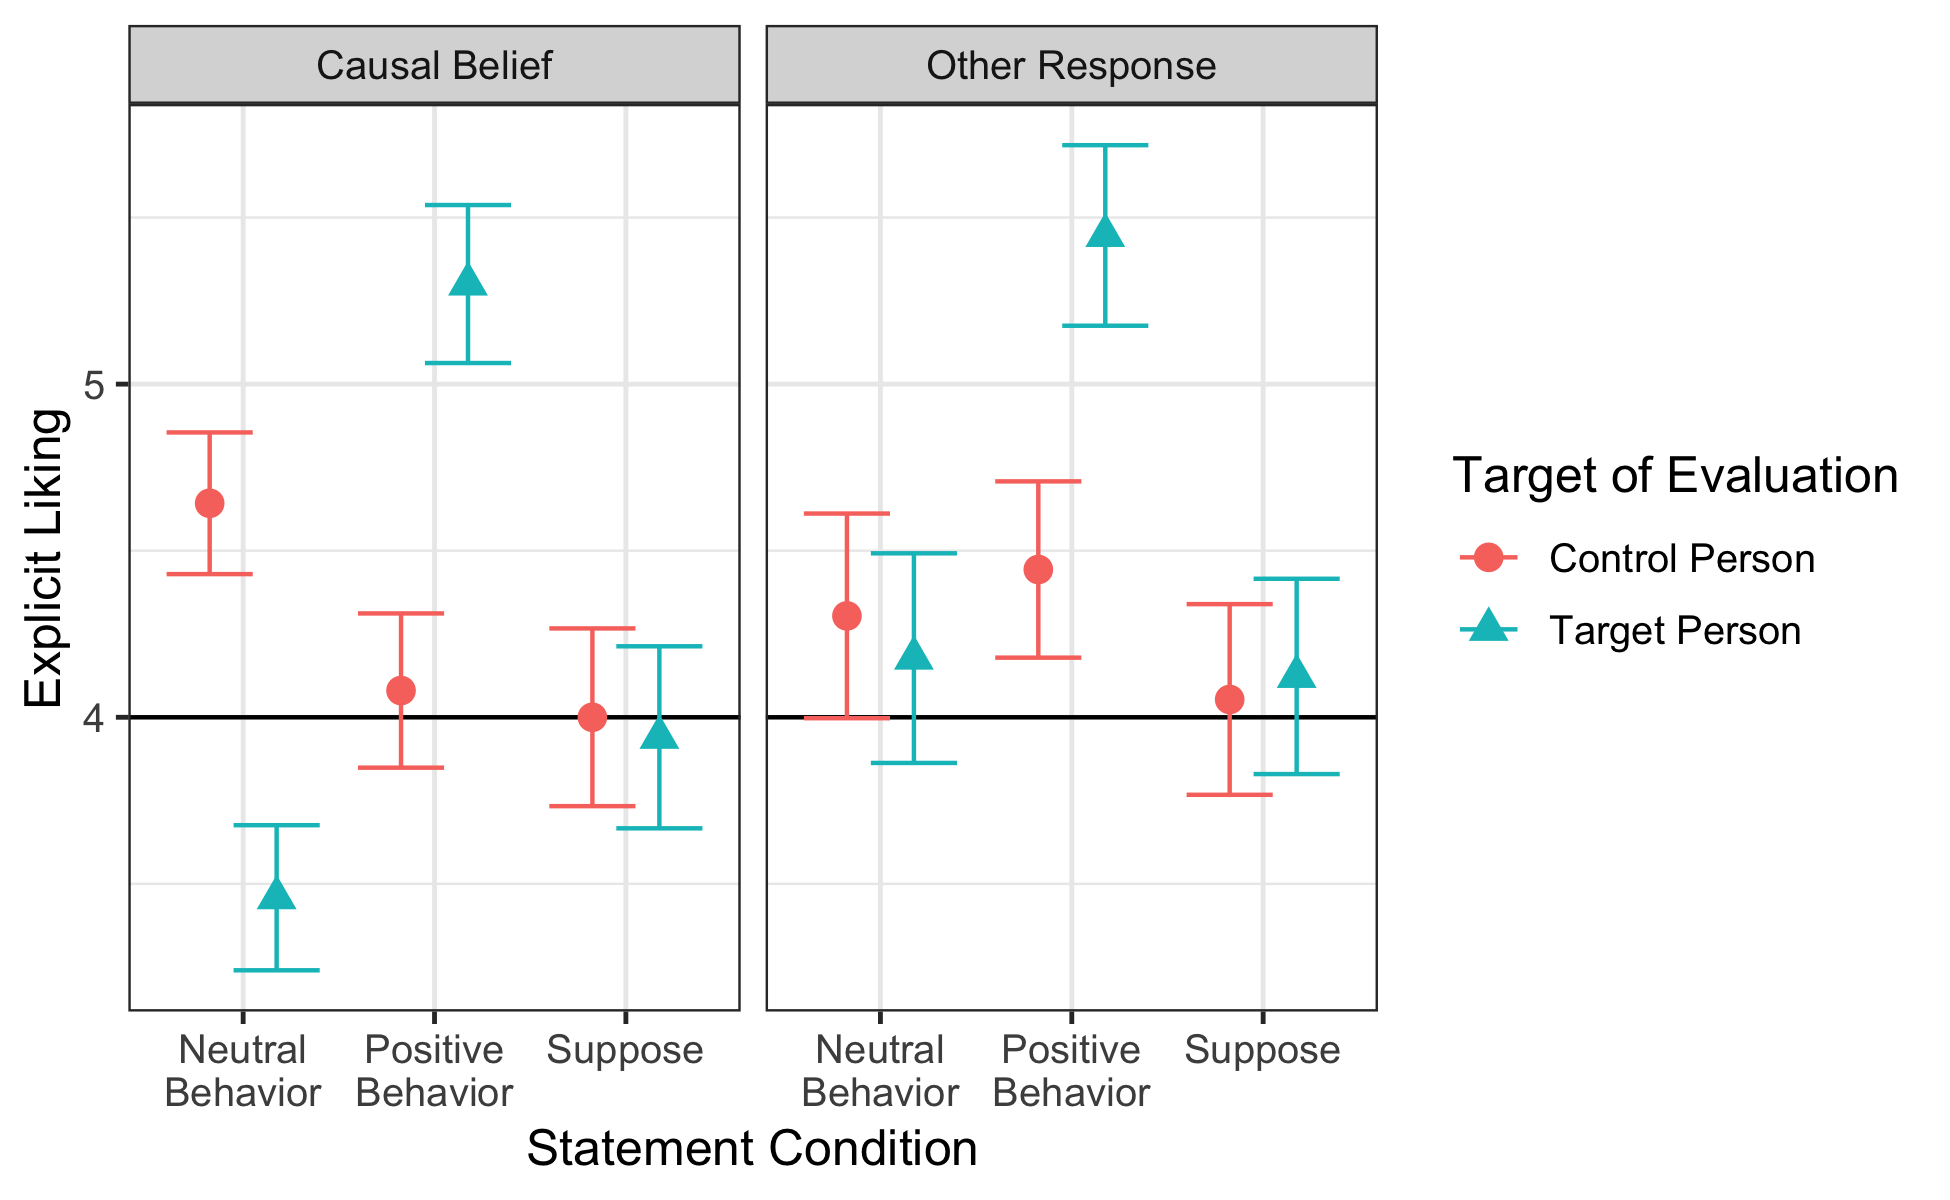 Causal Belief
Other Response
Explicit Liking
5
4
Neutral
Behavior
Positive
Behavior
Suppose
Neutral
Behavior
Positive
Behavior
Suppose
Statement Condition
Target of Evaluation
Control Person
Target Person